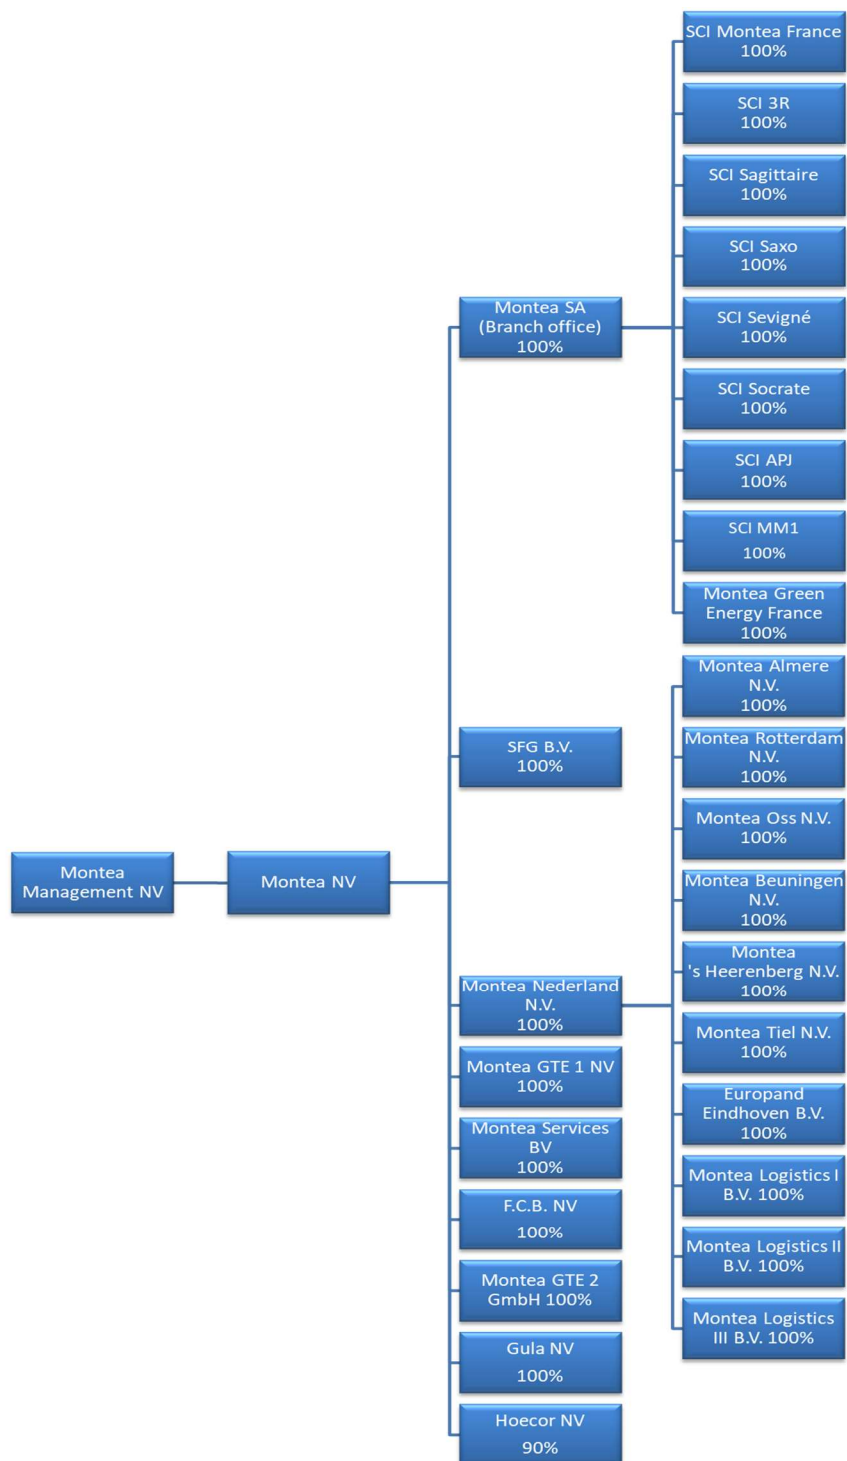 Montea
Management NV
Montea NV
Montea SA
(Branch office)
100%
SCI Montea France
100%
SCI 3R
100%
SCI Sagittaire
100%
SCI Saxo
100%
SCI Sevigné
100%
SCI Socrate
100%
SCI APJ
100%
SCI MM1
100%
Montea Green
Energy France
100%
SFG B.V.
100%
Montea Nederland
N.V.
100%
Montea Almere
N.V.
100%
Montea Rotterdam
N.V.
100%
Montea Oss N.V.
100%
Montea Beuningen
N.V.
100%
Montea
's Heerenberg N.V.
100%
Montea Tiel N.V.
100%
Europand
Eindhoven B.V.
100%
Montea Logistics I
B.V. 100%
Montea Logistics II
B.V. 100%
Montea Logistics
III B.V. 100%
Montea GTE 1 NV
100%
Montea Services
BV
100%
F.C.B. NV
100%
Montea GTE 2
GmbH 100%
Gula NV
100%
Hoecor NV
90%